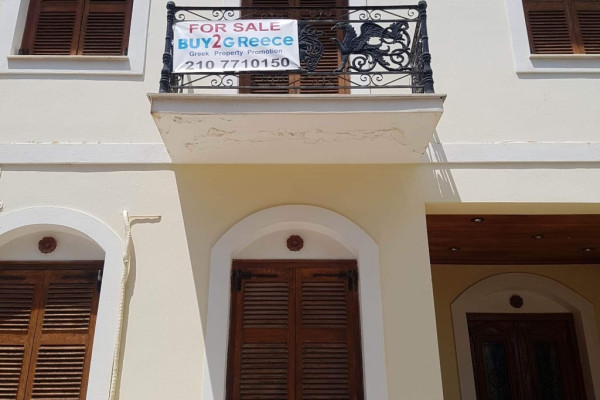 FOR SALE
BUY2GReece
Greek Property Promotion
210 7710150